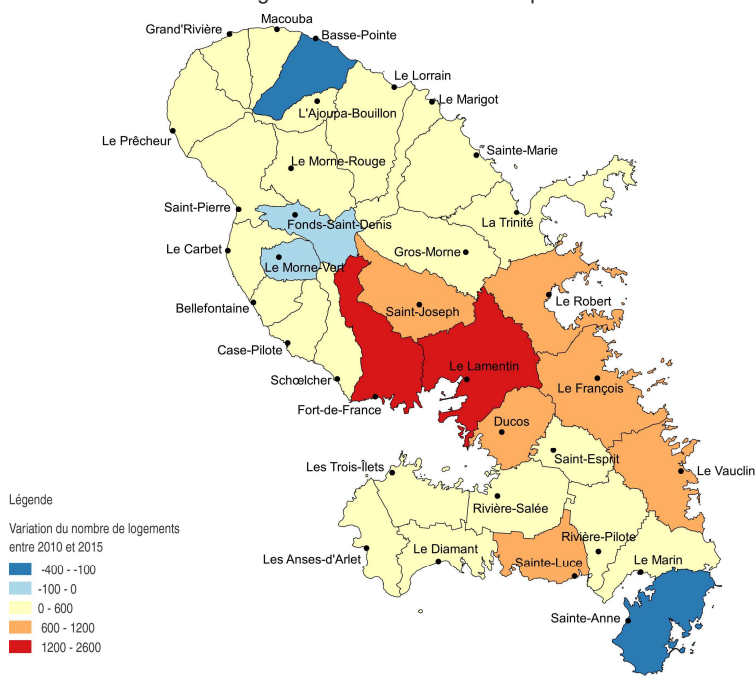 Macouba
Grand'Rivière
Basse-Pointe
Le Lorrain
Le Marigot
L'Ajoupa-Bouillon
Le Prêcheur
Sainte-Marie
Le Morne-Rouge
Saint-Pierre
La Trinité
Fonds-Saint-Denis
Le Carbet
Gros-Morne
Le Morne-Vert
Le Robert
Bellefontaine
Saint-Joseph
Case-Pilote
Le Lamentin
Schœlcher
Le François
Fort-de-France
Ducos
Saint-Esprit
Les Trois-Îlets
Le Vauclin
Rivière-Salée
Rivière-Pilote
Le Diamant
Les Anses-d'Arlet
Le Marin
Sainte-Luce
Sainte-Anne
Légende
Variation du nombre de logements
entre 2010 et 2015
-400 - -100
-100 - 0
0 - 600
600 - 1200
1200 - 2600